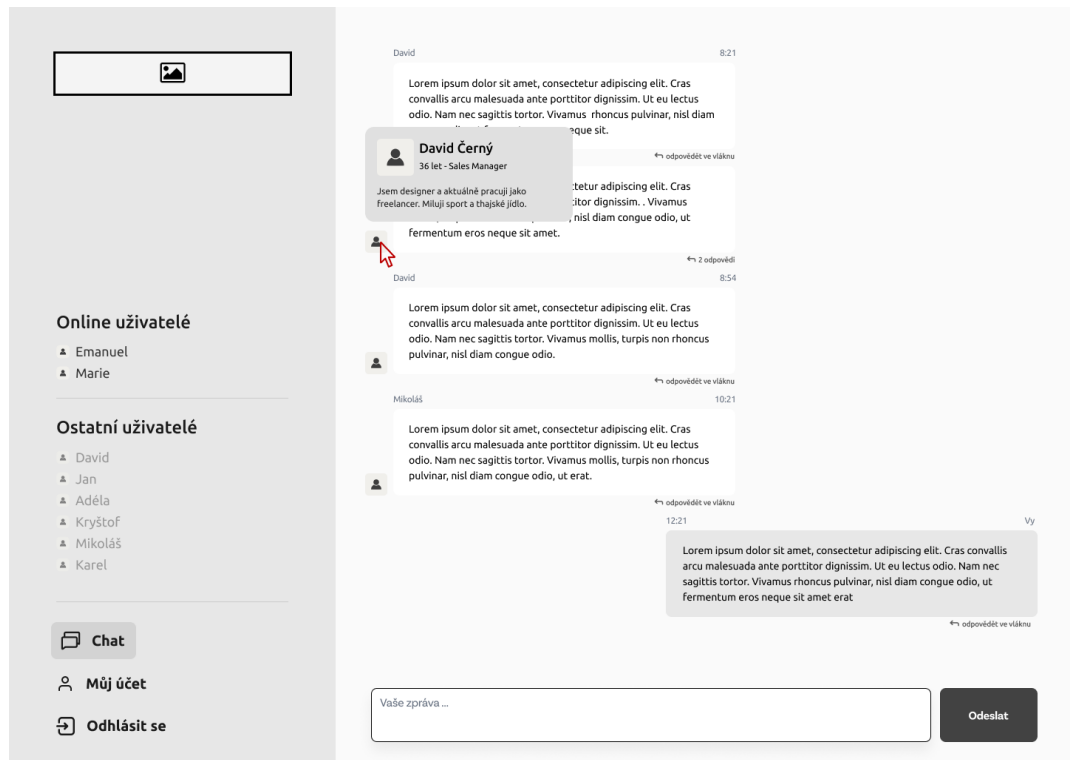 Online uživatelé
Emanuel
Marie
Ostatní uživatelé
David
Jan
Adéla
Kryštof
Mikoláš
Karel
Chat
Můj účet
Odhlásit se
David 8:21
Lorem ipsum dolor sit amet, consectetur adipiscing elit. Cras
convallis arcu malesuada ante porttitor dignissim. Ut eu lectus
odio. Nam nec sagittis tortor. Vivamus rhoncus pulvinar, nisl diam
neque sit.
odpovědět ve vláknu
David Černý
36 let - Sales Manager
Jsem designer a aktuálně pracuji jako
freelancer. Miluji sport a thajské jídlo.
adipiscing elit. Cras
dignissim. . Vivamus
, nisl diam congue odio, ut
fermentum eros neque sit amet.
2 odpovědi
David 8:54
Lorem ipsum dolor sit amet, consectetur adipiscing elit. Cras
convallis arcu malesuada ante porttitor dignissim. Ut eu lectus
odio. Nam nec sagittis tortor. Vivamus mollis, turpis non rhoncus
pulvinar, nisl diam congue odio.
odpovědět ve vláknu
Mikoláš 10:21
Lorem ipsum dolor sit amet, consectetur adipiscing elit. Cras
convallis arcu malesuada ante porttitor dignissim. Ut eu lectus
odio. Nam nec sagittis tortor. Vivamus mollis, turpis non rhoncus
pulvinar, nisl diam congue odio, ut erat.
odpovědět ve vláknu
12:21 Vy
Lorem ipsum dolor sit amet, consectetur adipiscing elit. Cras convallis
arcu malesuada ante porttitor dignissim. Ut eu lectus odio. Nam nec
sagittis tortor. Vivamus rhoncus pulvinar, nisl diam congue odio, ut
fermentum eros neque sit amet erat
odpovědět ve vláknu
Vaše zpráva ...
Odeslat